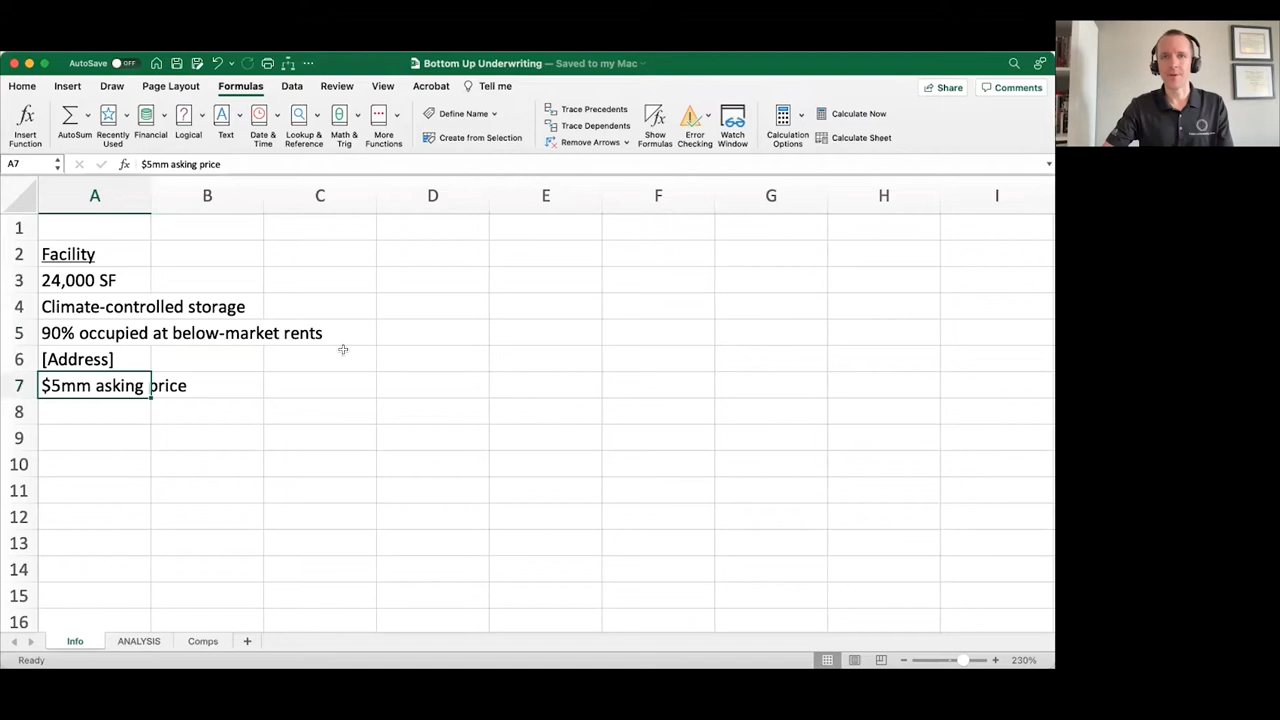 AutoSave OFF
Bottom Up Underwriting — Saved to my Mac
Home Insert Draw Page Layout Formulas Data Review View Acrobat Tell me
Share Comments
Insert Function
AutoSum
Recently Used
Financial
Logical
Text
Date & Time
Lookup & Reference
Math & Trig
More Functions
Define Name
Create from Selection
Trace Precedents
Trace Dependents
Remove Arrows
Show Formulas
Error Checking
Watch Window
Calculation Options
Calculate Now
Calculate Sheet
A7 fx $5mm asking price
A B C D E F G H I
1
2 Facility
3 24,000 SF
4 Climate-controlled storage
5 90% occupied at below-market rents
6 [Address]
7 $5mm asking price
8
9
10
11
12
13
14
15
16
Info ANALYSIS Comps +
Ready
230%